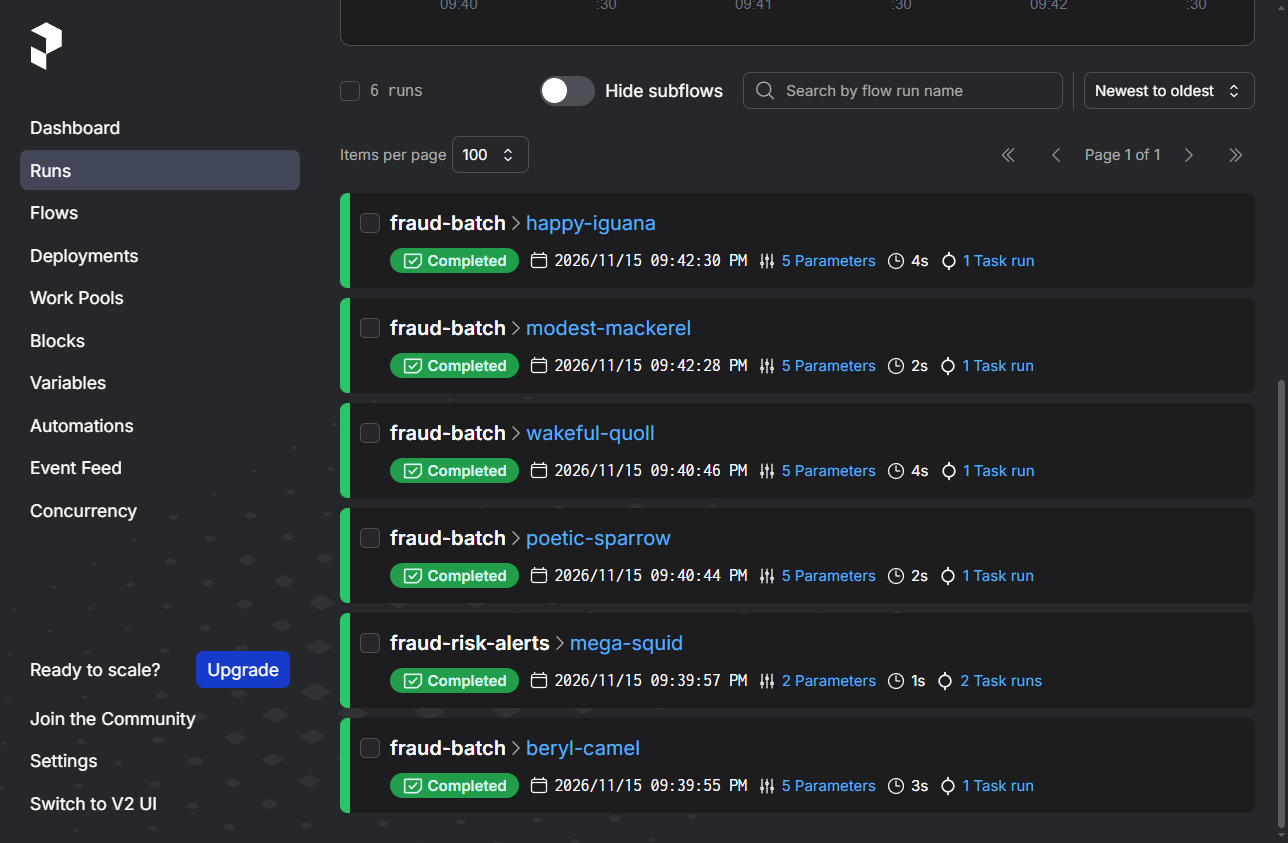 09:40 :30 09:41 :30 09:42 :30
6 runs Hide subflows Search by flow run name Newest to oldest
Items per page 100 Page 1 of 1
Dashboard
Runs
Flows
Deployments
Work Pools
Blocks
Variables
Automations
Event Feed
Concurrency
Ready to scale? Upgrade
Join the Community
Settings
Switch to V2 UI
fraud-batch > happy-iguana
Completed 2026/11/15 09:42:30 PM 5 Parameters 4s 1 Task run
fraud-batch > modest-mackerel
Completed 2026/11/15 09:42:28 PM 5 Parameters 2s 1 Task run
fraud-batch > wakeful-quoll
Completed 2026/11/15 09:40:46 PM 5 Parameters 4s 1 Task run
fraud-batch > poetic-sparrow
Completed 2026/11/15 09:40:44 PM 5 Parameters 2s 1 Task run
fraud-risk-alerts > mega-squid
Completed 2026/11/15 09:39:57 PM 2 Parameters 1s 2 Task runs
fraud-batch > beryl-camel
Completed 2026/11/15 09:39:55 PM 5 Parameters 3s 1 Task run